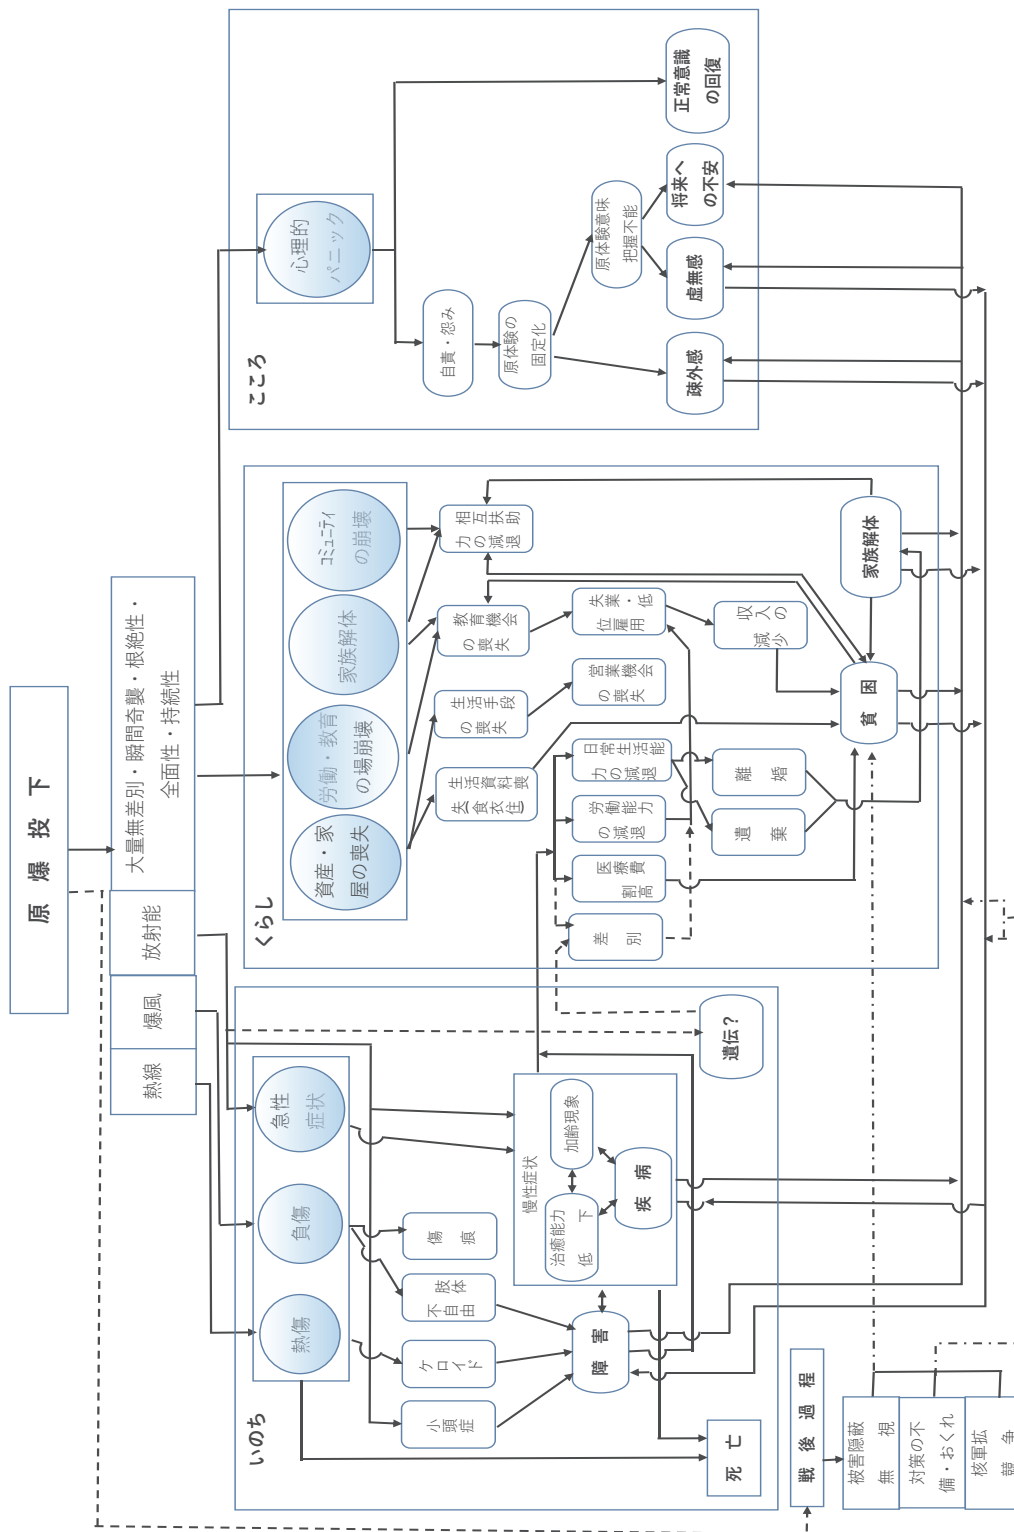 原 爆 投 下
熱線
爆風
放射能
大量無差別・瞬間奇襲・根絶性・
全面性・持続性
いのち
熱傷
負傷
急性
症状
小
頭症
ケ
ロイド
肢体
不自由
傷
痕
慢性症状
治癒能力
低 下
加齢現象
疾 病
障 害
死 亡
遺伝？
くらし
資産・家
屋の喪失
労働・教育
の場崩壊
家族解体
コミュニティ
の崩壊
生活資料喪
失(食衣住)
生活手段
の喪失
教育機会
の喪失
相互扶助
力の減退
差
別
医療費
割高
労働能力
の減退
日常生活能
力の減退
営業機会
の喪失
失業・低
位雇用
遺 棄
離 婚
収入の
減少
貧 困
家族解体
こころ
心理的
パニック
自責・怨み
原体験の
固定化
原体験意味
把握不能
疎外感
虚無感
将来へ
の不安
正常意識
の回復
戦 後 過 程
被害隠蔽
無 視
対策の不
備・おくれ
核軍拡